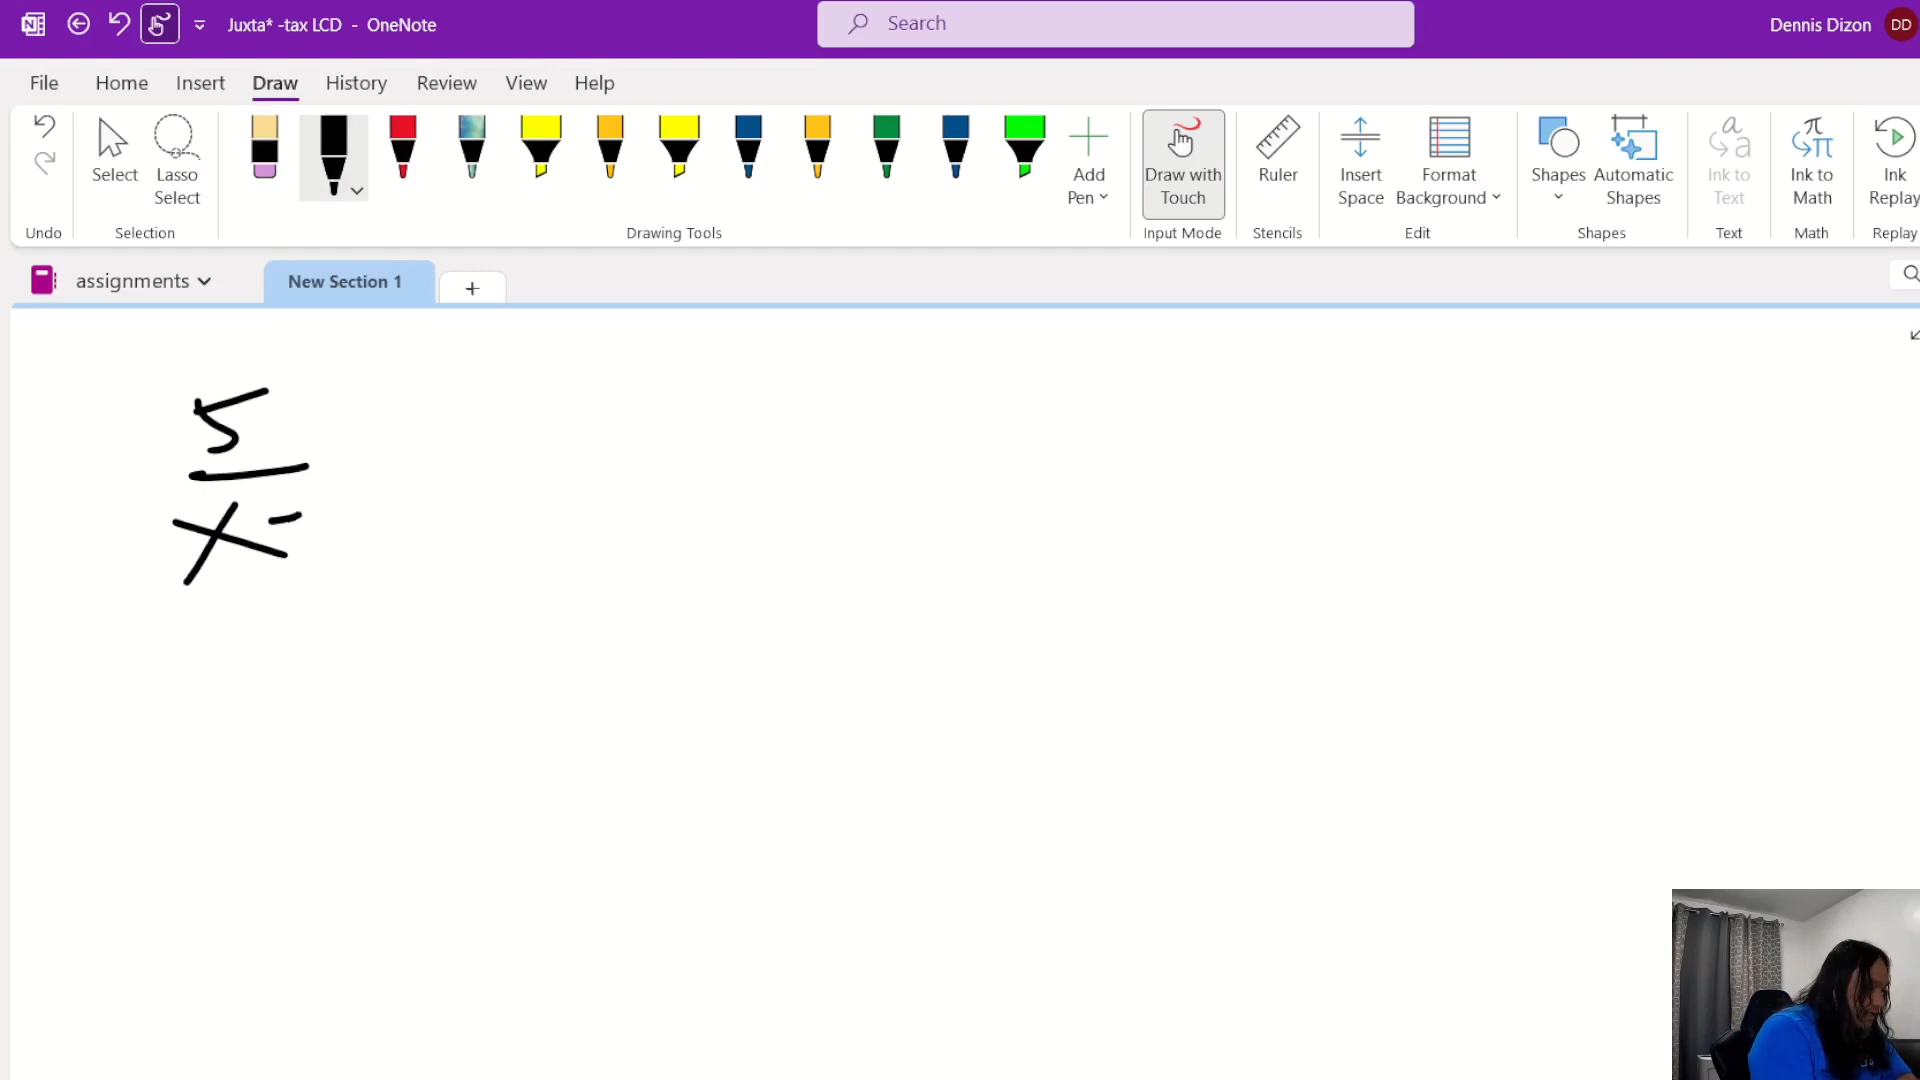 Juxta* -tax LCD - OneNote
Search
Dennis Dizon DD
File Home Insert Draw History Review View Help
Select
Lasso Select
Add Pen
Draw with Touch
Ruler
Insert Space
Format Background
Shapes
Automatic Shapes
Ink to Text
Ink to Math
Ink Replay
Undo Selection Drawing Tools Input Mode Stencils Edit Shapes Text Math Replay
assignments New Section 1 +
5
x -